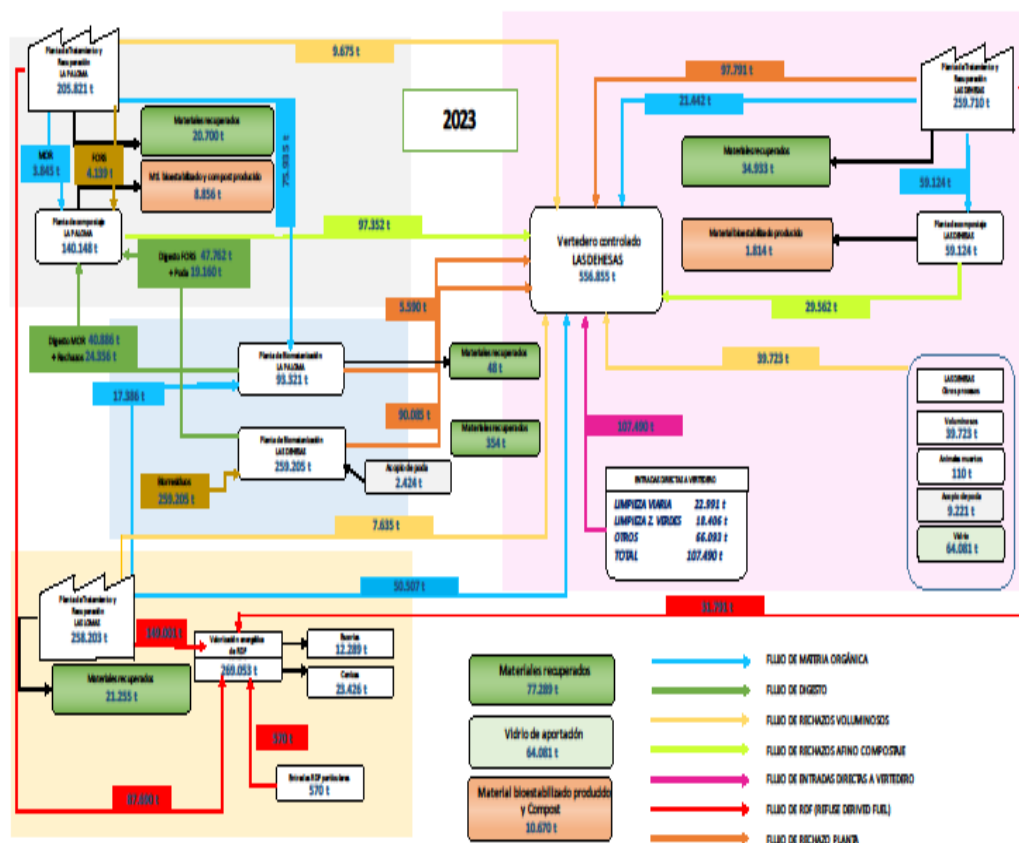 Planta de Tratamiento y
Recuperación
LA PALOMA
205.821 t
9.675 t
2023
97.791 t
21.442 t
Planta de Tratamiento y
Recuperación
LAS DEHESAS
259.710 t
Materiales recuperados
20.700 t
MOR
3.845 t
FORS
4.139 t
Mtl. bioestabilizado y compost producido
8.856 t
75.935 t
Materiales recuperados
34.933 t
59.124 t
Planta de compostaje
LA PALOMA
140.148 t
97.352 t
Vertedero controlado
LAS DEHESAS
556.855 t
Material bioestabilizado producido
1.814 t
Planta de compostaje
LAS DEHESAS
59.124 t
Digesto FORS 47.762 t
+ Poda 19.160 t
5.590 t
29.562 t
Digesto MOR 40.886 t
+ Rechazos 24.356 t
Planta de Biometanización
LA PALOMA
93.321 t
Materiales recuperados
48 t
39.723 t
17.386 t
90.085 t
LAS DEHESAS
Otros procesos
Voluminosos
39.723 t
Animales muertos
110 t
Acopio de poda
9.221 t
Vidrio
64.081 t
Planta de Biometanización
LAS DEHESAS
259.205 t
Materiales recuperados
354 t
107.490 t
Biorresiduos
259.205 t
Acopio de poda
2.424 t
ENTRADAS DIRECTAS A VERTEDERO
LIMPIEZA VIARIA 22.991 t
LIMPIEZA Z. VERDES 18.406 t
OTROS 66.093 t
TOTAL 107.490 t
7.635 t
50.507 t
Planta de Tratamiento y
Recuperación
LAS LOMAS
258.203 t
149.001 t
Valorización energética
de RDF
269.053 t
Escorias
12.289 t
Cenizas
23.426 t
Materiales recuperados
21.255 t
570 t
Entradas RDF particulares
570 t
Materiales recuperados
77.289 t
Vidrio de aportación
64.081 t
Material bioestabilizado producido
y Compost
10.670 t
FLUJO DE MATERIA ORGÁNICA
FLUJO DE DIGESTO
FLUJO DE RECHAZOS VOLUMINOSOS
FLUJO DE RECHAZOS AFINO COMPOSTAJE
FLUJO DE ENTRADAS DIRECTAS A VERTEDERO
FLUJO DE RDF (REFUSE DERIVED FUEL)
FLUJO DE RECHAZO PLANTA